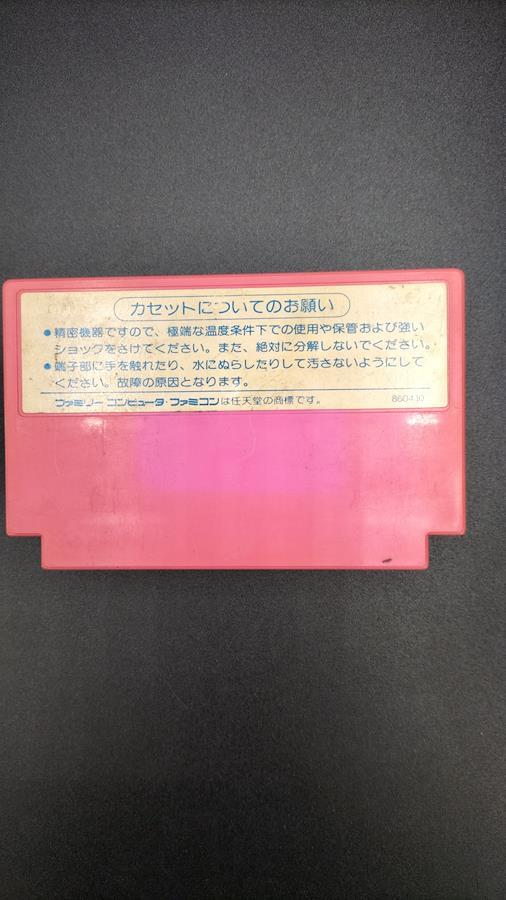 カセットについてのお願い
●精密機器ですので、極端な温度条件下での使用や保管および強い
ショックをさけてください。また、絶対に分解しないでください。
●端子部に手を触れたり、水にぬらしたりして汚さないようにして
ください。故障の原因となります。
ファミリーコンピュータ・ファミコンは任天堂の商標です。 860410